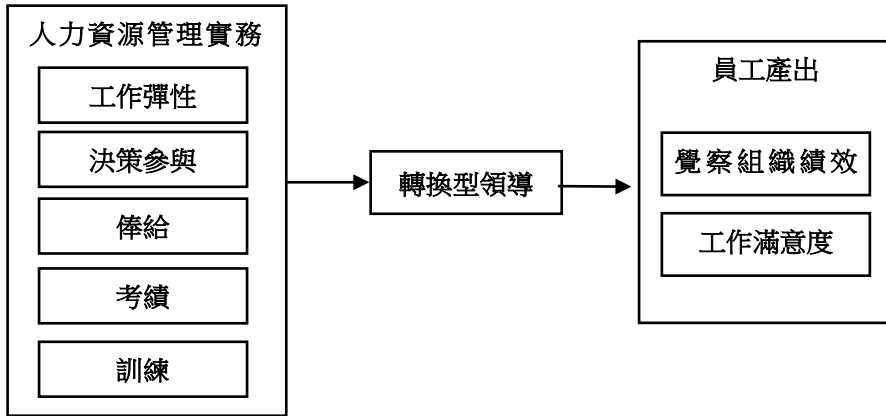 人力資源管理實務
工作彈性
決策參與
俸給
考績
訓練
轉換型領導
員工產出
覺察組織績效
工作滿意度